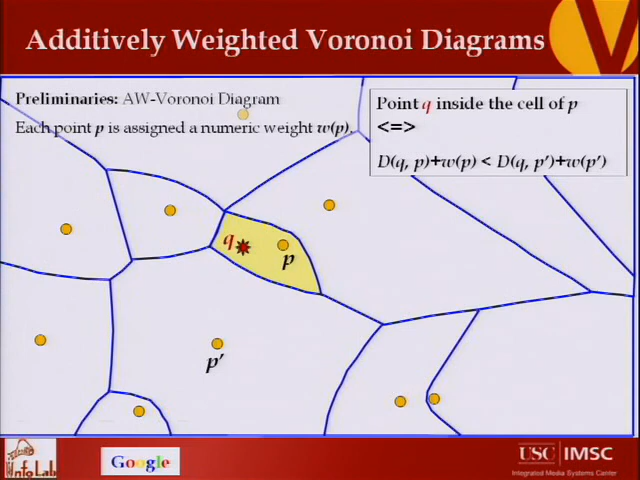 Additively Weighted Voronoi Diagrams
Preliminaries: AW-Voronoi Diagram
Each point p is assigned a numeric weight w(p).
Point q inside the cell of p
<=>
D(q, p)+w(p) < D(q, p')+w(p')
q
p
p'
InfoLab
Google
USC IMSC
Integrated Media Systems Center